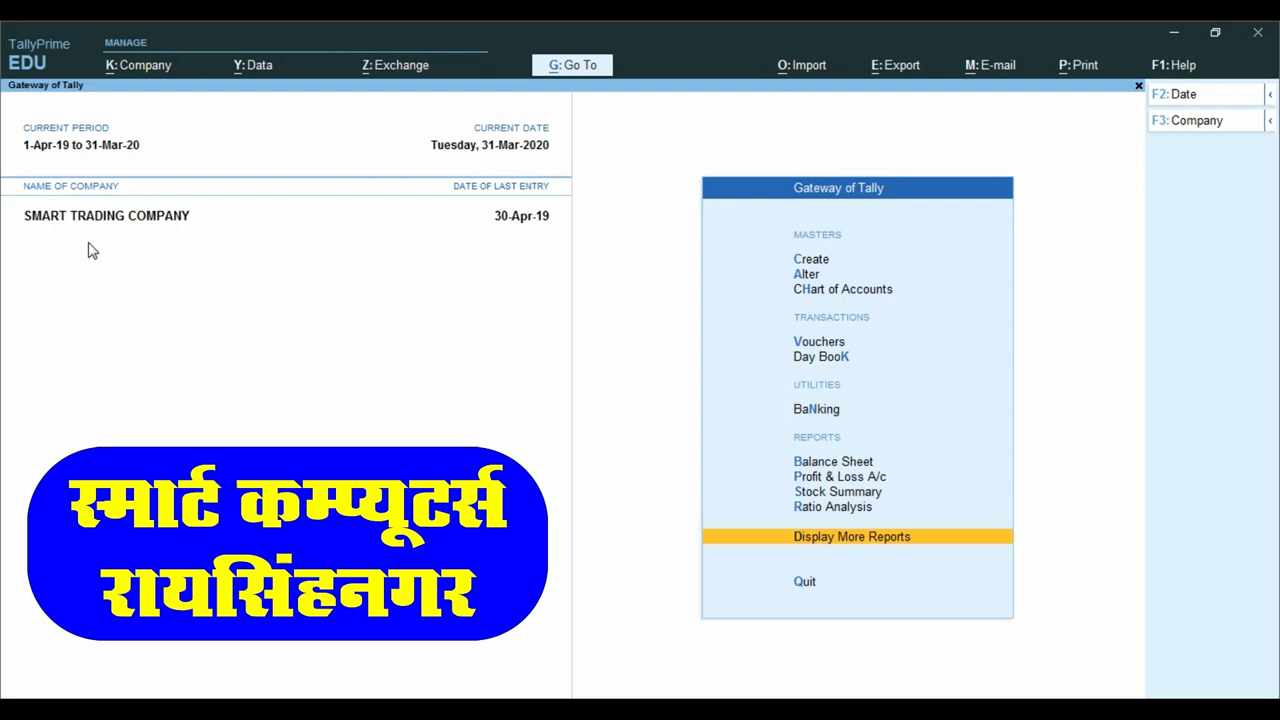 TallyPrime
EDU
MANAGE
K: Company
Y: Data
Z: Exchange
G: Go To
O: Import
E: Export
M: E-mail
P: Print
F1: Help
Gateway of Tally
F2: Date
F3: Company
CURRENT PERIOD
CURRENT DATE
1-Apr-19 to 31-Mar-20
Tuesday, 31-Mar-2020
NAME OF COMPANY
DATE OF LAST ENTRY
SMART TRADING COMPANY
30-Apr-19
Gateway of Tally
MASTERS
Create
Alter
CHart of Accounts
TRANSACTIONS
Vouchers
Day BooK
UTILITIES
BaNking
REPORTS
Balance Sheet
Profit & Loss A/c
Stock Summary
Ratio Analysis
Display More Reports
Quit
स्मार्ट कम्प्यूटर्स
रायसिंहनगर